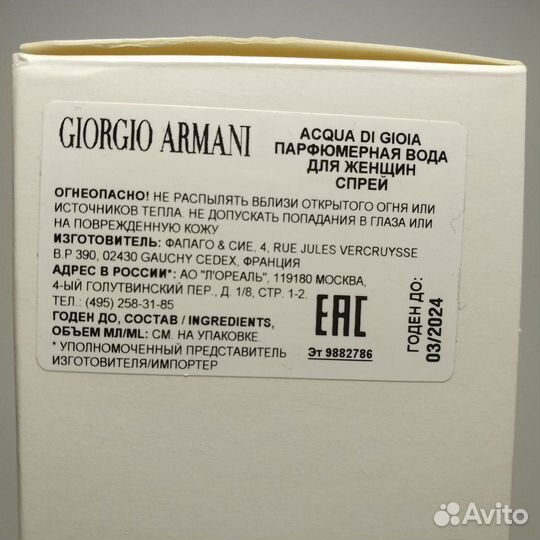 GIORGIO ARMANI
ACQUA DI GIOIA
ПАРФЮМЕРНАЯ ВОДА
ДЛЯ ЖЕНЩИН
СПРЕЙ
ОГНЕОПАСНО! НЕ РАСПЫЛЯТЬ ВБЛИЗИ ОТКРЫТОГО ОГНЯ ИЛИ
ИСТОЧНИКОВ ТЕПЛА. НЕ ДОПУСКАТЬ ПОПАДАНИЯ В ГЛАЗА ИЛИ
НА ПОВРЕЖДЕННУЮ КОЖУ
ИЗГОТОВИТЕЛЬ: ФАПАГО & СИЕ, 4, RUE JULES VERCRUYSSE
B.P 390, 02430 GAUCHY CEDEX, ФРАНЦИЯ
АДРЕС В РОССИИ*: АО "Л'ОРЕАЛЬ", 119180 МОСКВА,
4-ЫЙ ГОЛУТВИНСКИЙ ПЕР., Д. 1/8, СТР. 1-2.
ТЕЛ.: (495) 258-31-85
ГОДЕН ДО, СОСТАВ / INGREDIENTS,
ОБЪЕМ МЛ/ML: СМ. НА УПАКОВКЕ
* УПОЛНОМОЧЕННЫЙ ПРЕДСТАВИТЕЛЬ
ИЗГОТОВИТЕЛЯ/ИМПОРТЕР
EAC
Эт 9882786
ГОДЕН ДО:
03/2024
Avito